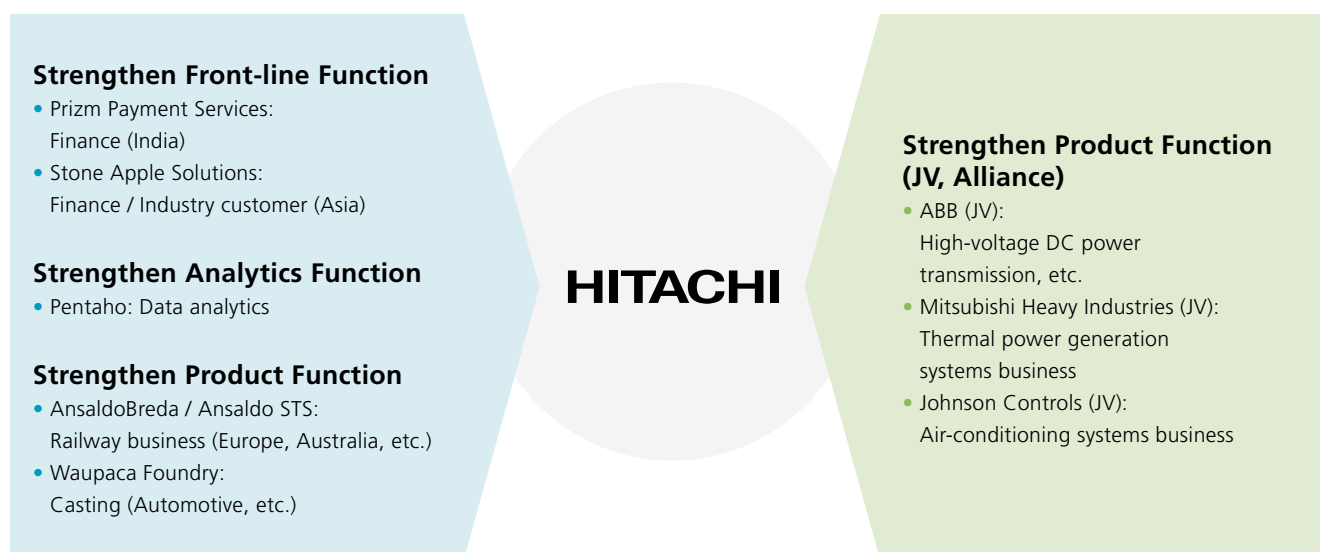 Strengthen Front-line Function
• Prizm Payment Services:
Finance (India)
• Stone Apple Solutions:
Finance / Industry customer (Asia)
Strengthen Analytics Function
• Pentaho: Data analytics
Strengthen Product Function
• AnsaldoBreda / Ansaldo STS:
Railway business (Europe, Australia, etc.)
• Waupaca Foundry:
Casting (Automotive, etc.)
HITACHI
Strengthen Product Function
(JV, Alliance)
• ABB (JV):
High-voltage DC power
transmission, etc.
• Mitsubishi Heavy Industries (JV):
Thermal power generation
systems business
• Johnson Controls (JV):
Air-conditioning systems business